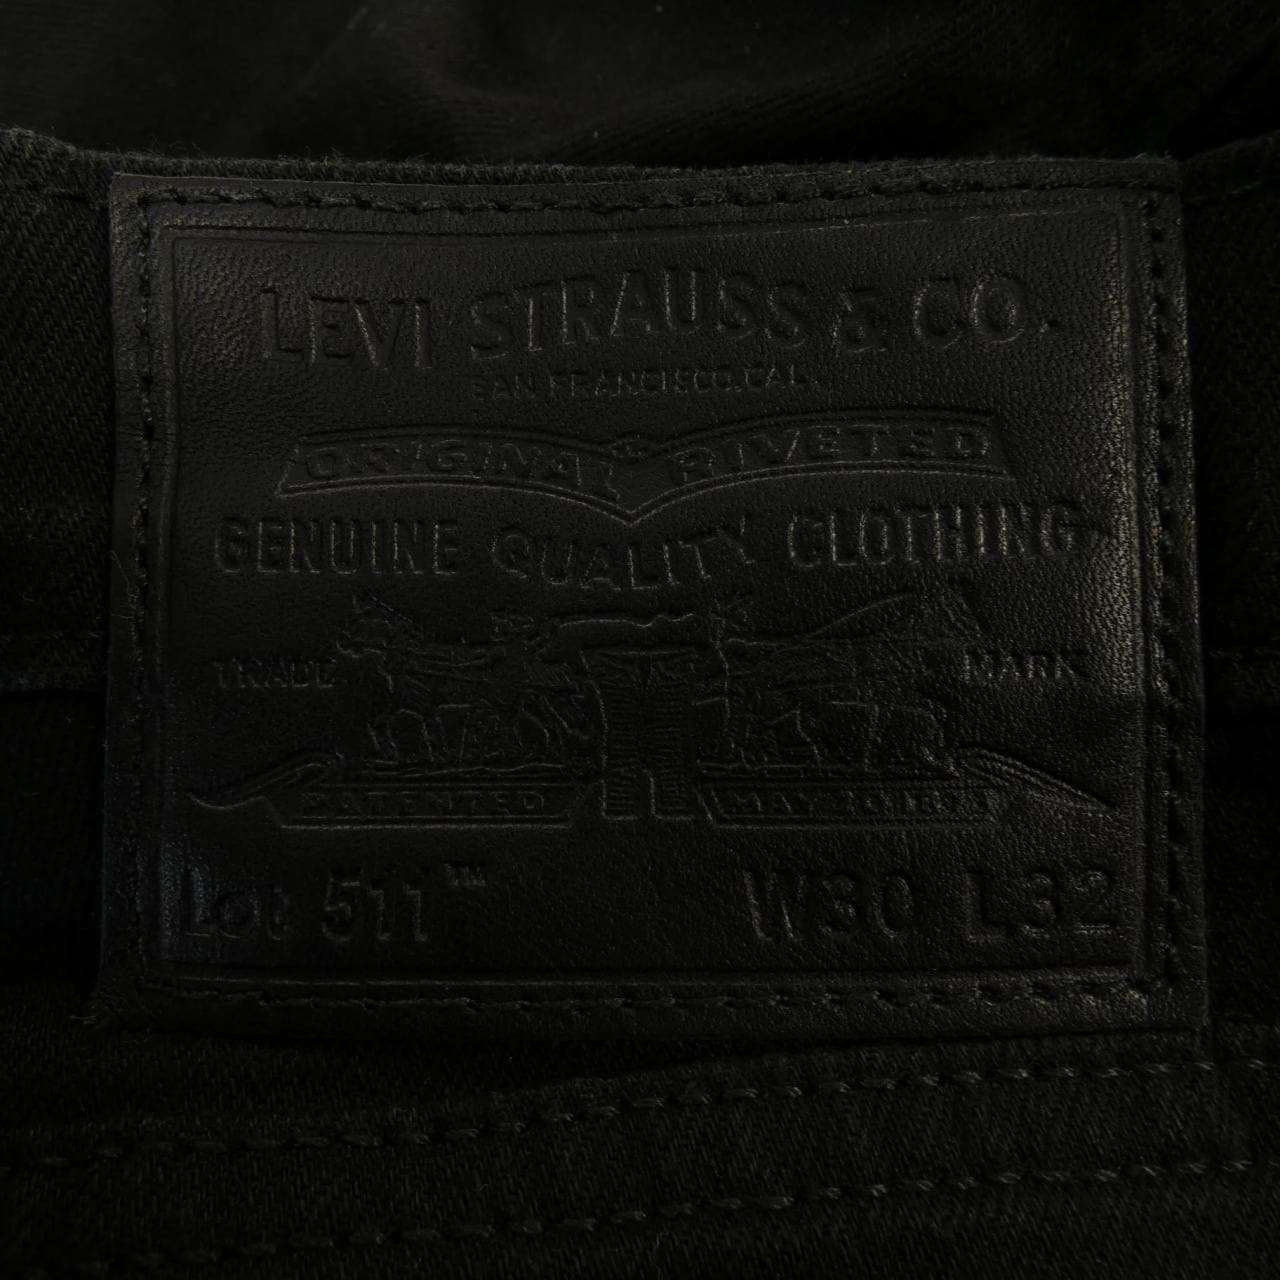 LEVI STRAUSS & CO.
SAN FRANCISCO, CAL.
ORIGINAL RIVETED
GENUINE QUALITY CLOTHING
TRADE MARK
PATENTED MAY 20 1873
Lot 511™ W30 L32